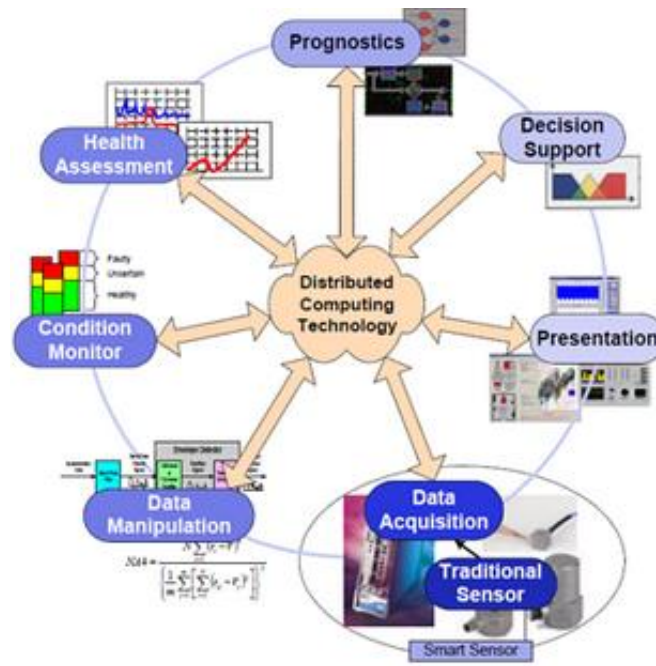 Prognostics
Decision
Support
Health
Assessment
Distributed
Computing
Technology
Fauty
Uncertain
Healthy
Condition
Monitor
Presentation
Data
Manipulation
Data
Acquisition
Traditional
Sensor
Smart Sensor